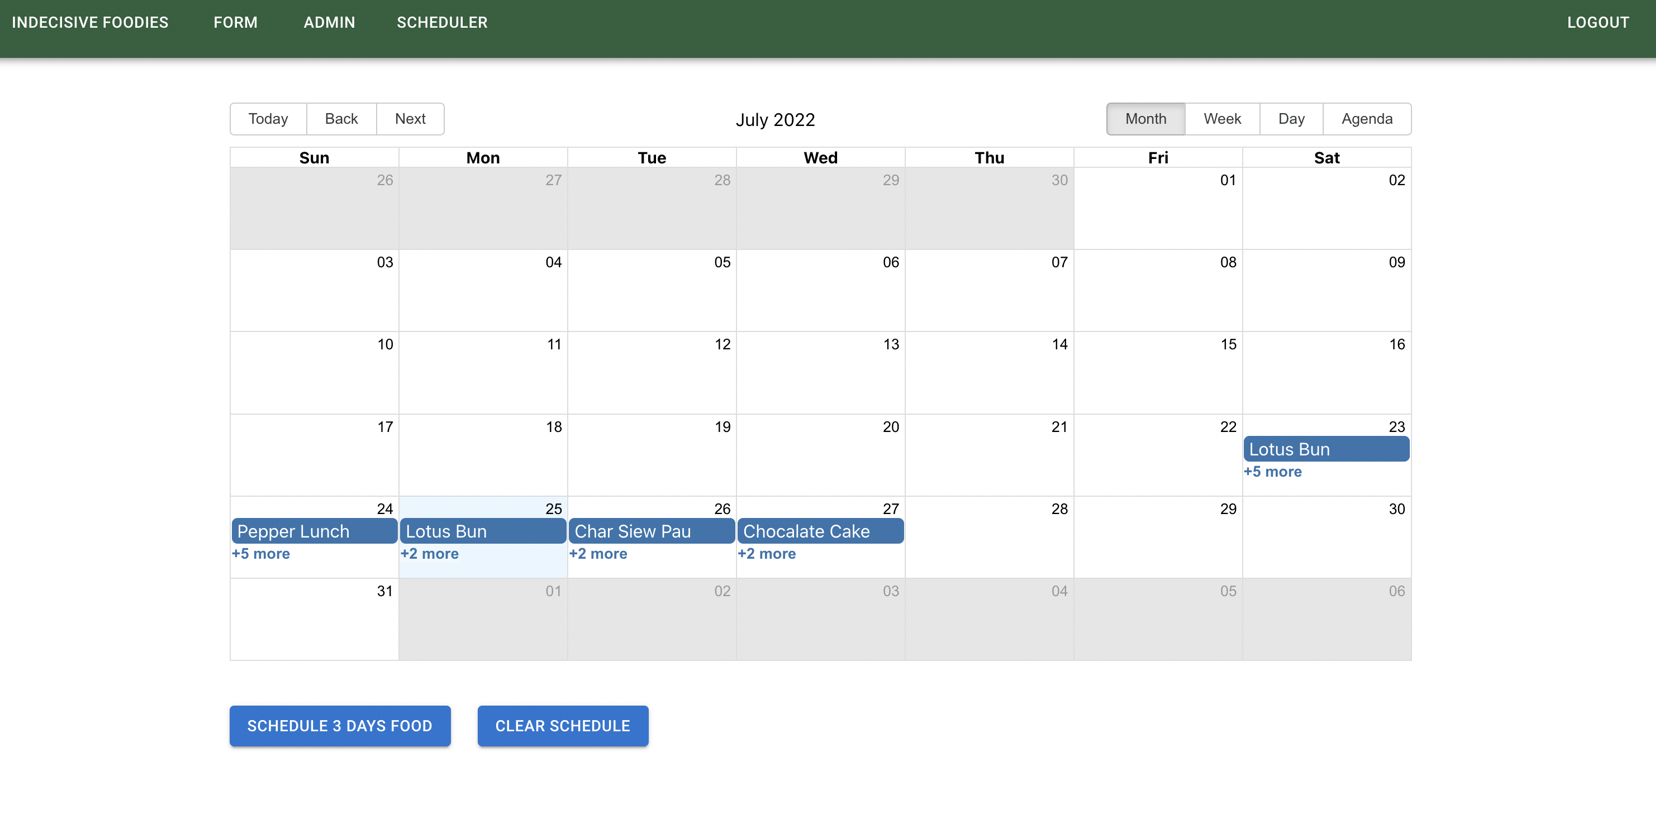 INDECISIVE FOODIES FORM ADMIN SCHEDULER LOGOUT
Today Back Next July 2022 Month Week Day Agenda
Sun Mon Tue Wed Thu Fri Sat
26 27 28 29 30 01 02
03 04 05 06 07 08 09
10 11 12 13 14 15 16
17 18 19 20 21 22 23
Lotus Bun
+5 more
24 25 26 27 28 29 30
Pepper Lunch Lotus Bun Char Siew Pau Chocalate Cake
+5 more +2 more +2 more +2 more
31 01 02 03 04 05 06
SCHEDULE 3 DAYS FOOD CLEAR SCHEDULE